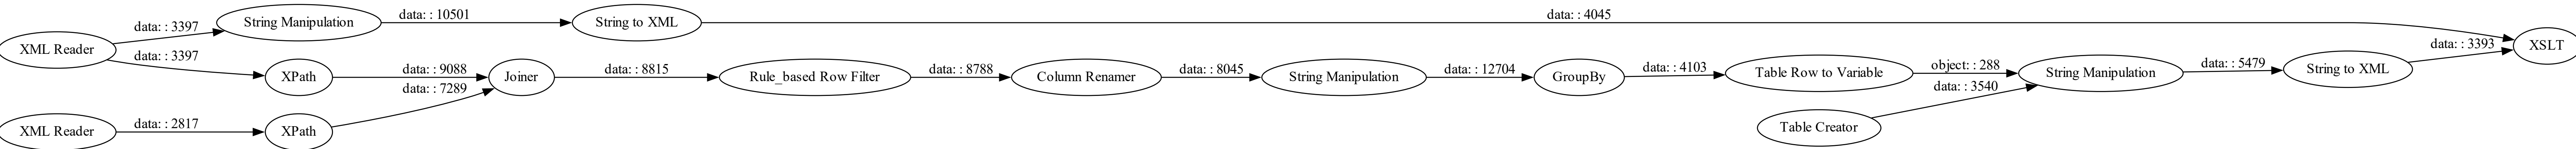 XML Reader
data: : 3397
String Manipulation
data: : 10501
String to XML
data: : 4045
XSLT
data: : 3397
XPath
data: : 9088
Joiner
data: : 8815
Rule_based Row Filter
data: : 8788
Column Renamer
data: : 8045
String Manipulation
data: : 12704
GroupBy
data: : 4103
Table Row to Variable
object: : 288
String Manipulation
data: : 5479
String to XML
data: : 3393
XML Reader
data: : 2817
XPath
data: : 7289
Table Creator
data: : 3540